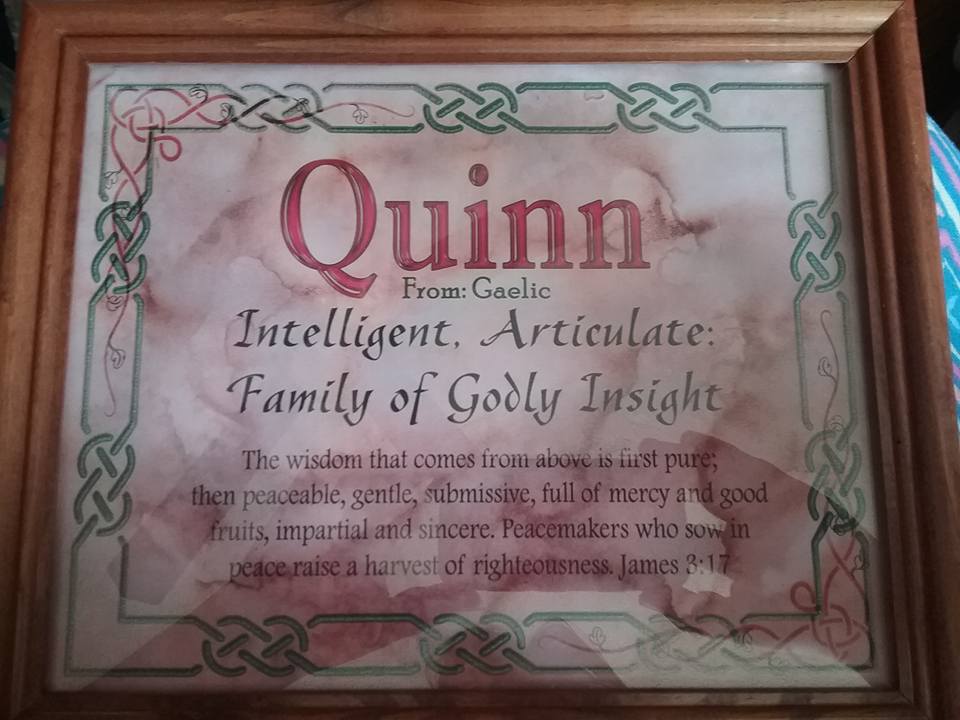 Quinn
From: Gaelic
Intelligent, Articulate:
Family of Godly Insight
The wisdom that comes from above is first pure;
then peaceable, gentle, submissive, full of mercy and good
fruits, impartial and sincere. Peacemakers who sow in
peace raise a harvest of righteousness. James 3:17